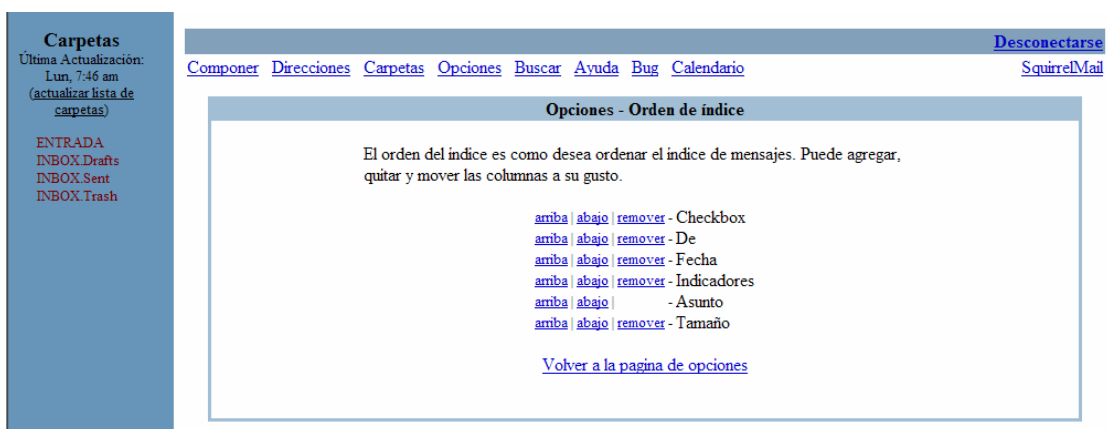 Carpetas
Última Actualización:
Lun, 7:46 am
(actualizar lista de
carpetas)
ENTRADA
INBOX.Drafts
INBOX.Sent
INBOX.Trash
Desconectarse
Componer Direcciones Carpetas Opciones Buscar Ayuda Bug Calendario SquirrelMail
Opciones - Orden de índice
El orden del indice es como desea ordenar el indice de mensajes. Puede agregar,
quitar y mover las columnas a su gusto.
arriba | abajo | remover - Checkbox
arriba | abajo | remover - De
arriba | abajo | remover - Fecha
arriba | abajo | remover - Indicadores
arriba | abajo | - Asunto
arriba | abajo | remover - Tamaño
Volver a la pagina de opciones